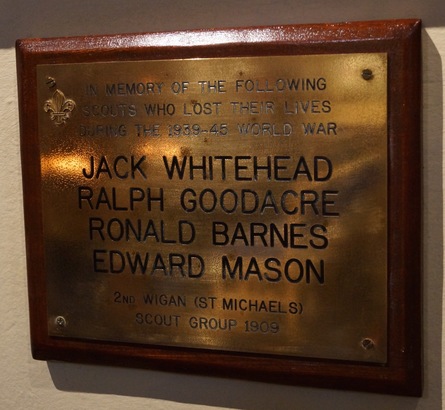 IN MEMORY OF THE FOLLOWING
SCOUTS WHO LOST THEIR LIVES
DURING THE 1939-45 WORLD WAR
JACK WHITEHEAD
RALPH GOODACRE
RONALD BARNES
EDWARD MASON
2ND WIGAN (ST MICHAELS)
SCOUT GROUP 1909